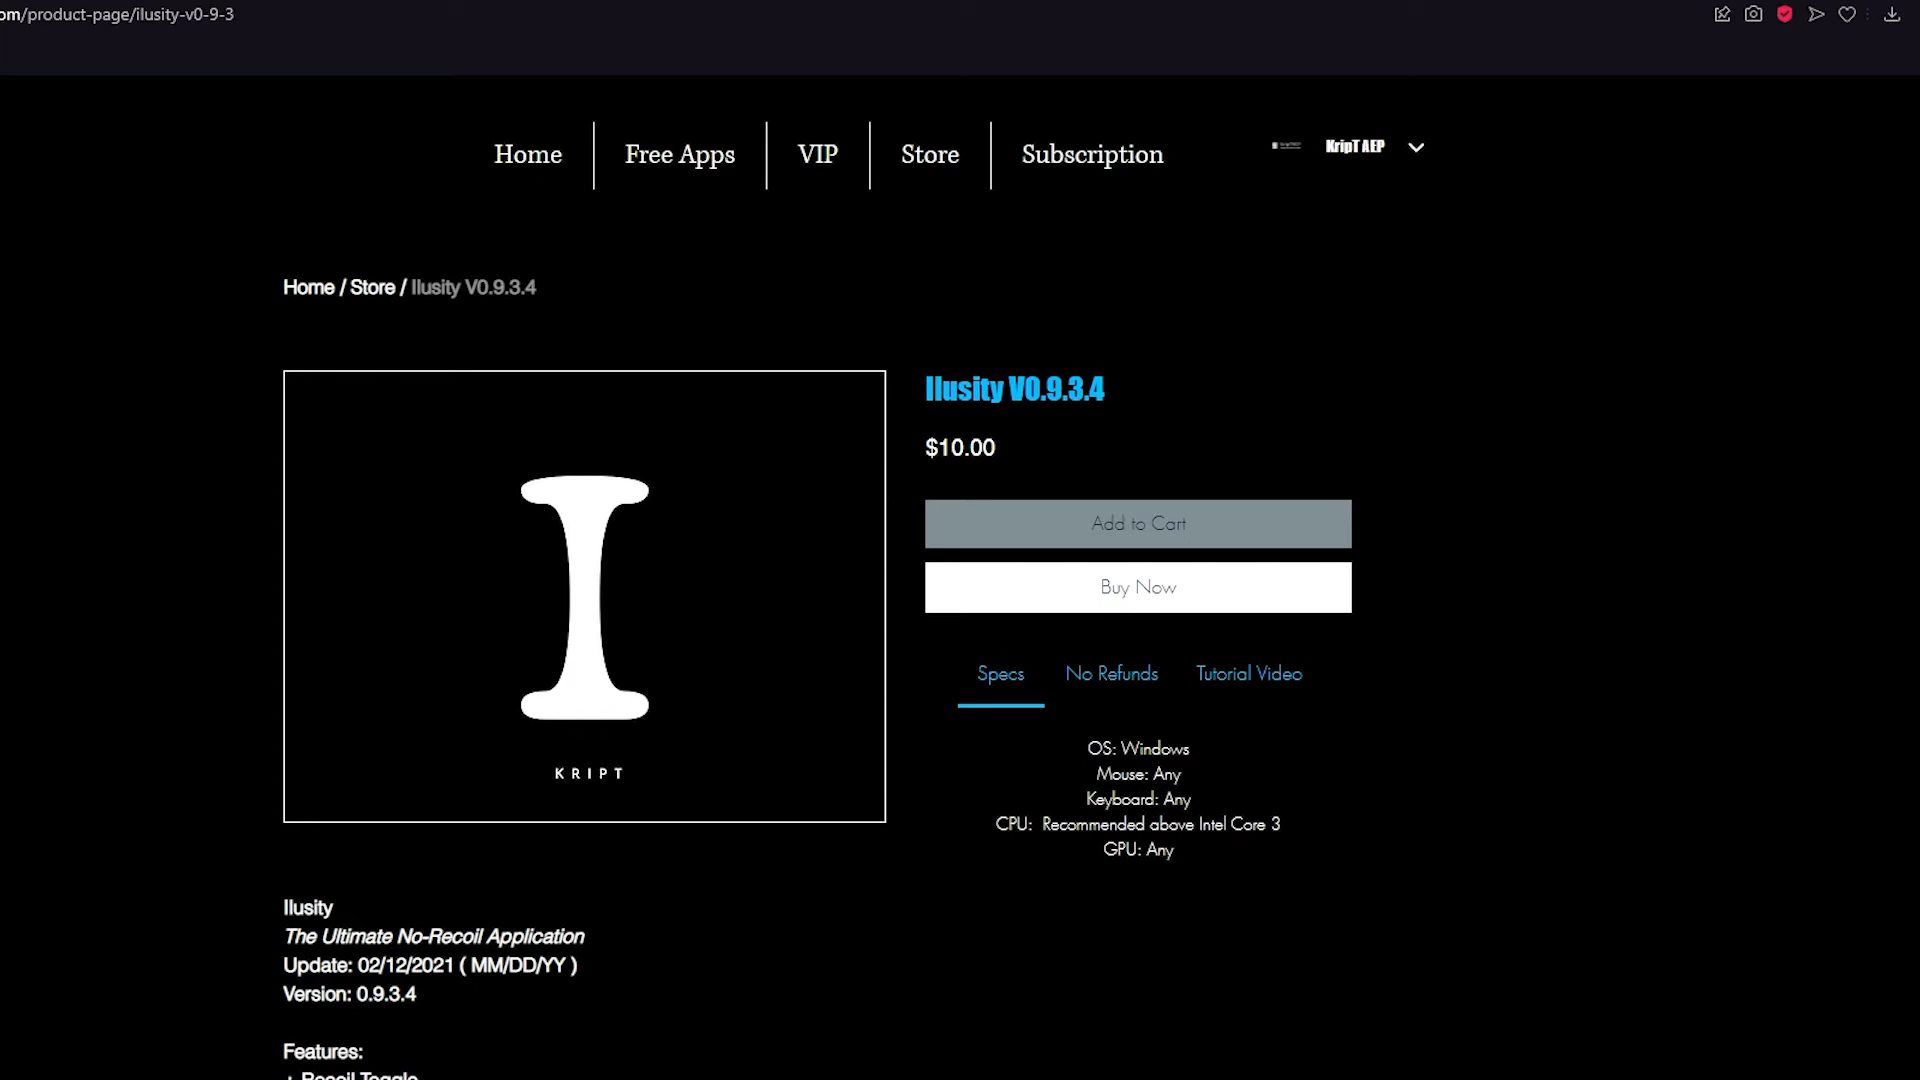 om/product-page/ilusity-v0-9-3
Home
Free Apps
VIP
Store
Subscription
KripT AEP
Home / Store / Ilusity V0.9.3.4
Ilusity V0.9.3.4
$10.00
Add to Cart
Buy Now
Specs
No Refunds
Tutorial Video
OS: Windows
Mouse: Any
Keyboard: Any
CPU:  Recommended above Intel Core 3
GPU: Any
KRIPT
Ilusity
The Ultimate No-Recoil Application
Update: 02/12/2021 ( MM/DD/YY )
Version: 0.9.3.4
Features:
+ Recoil Toggle